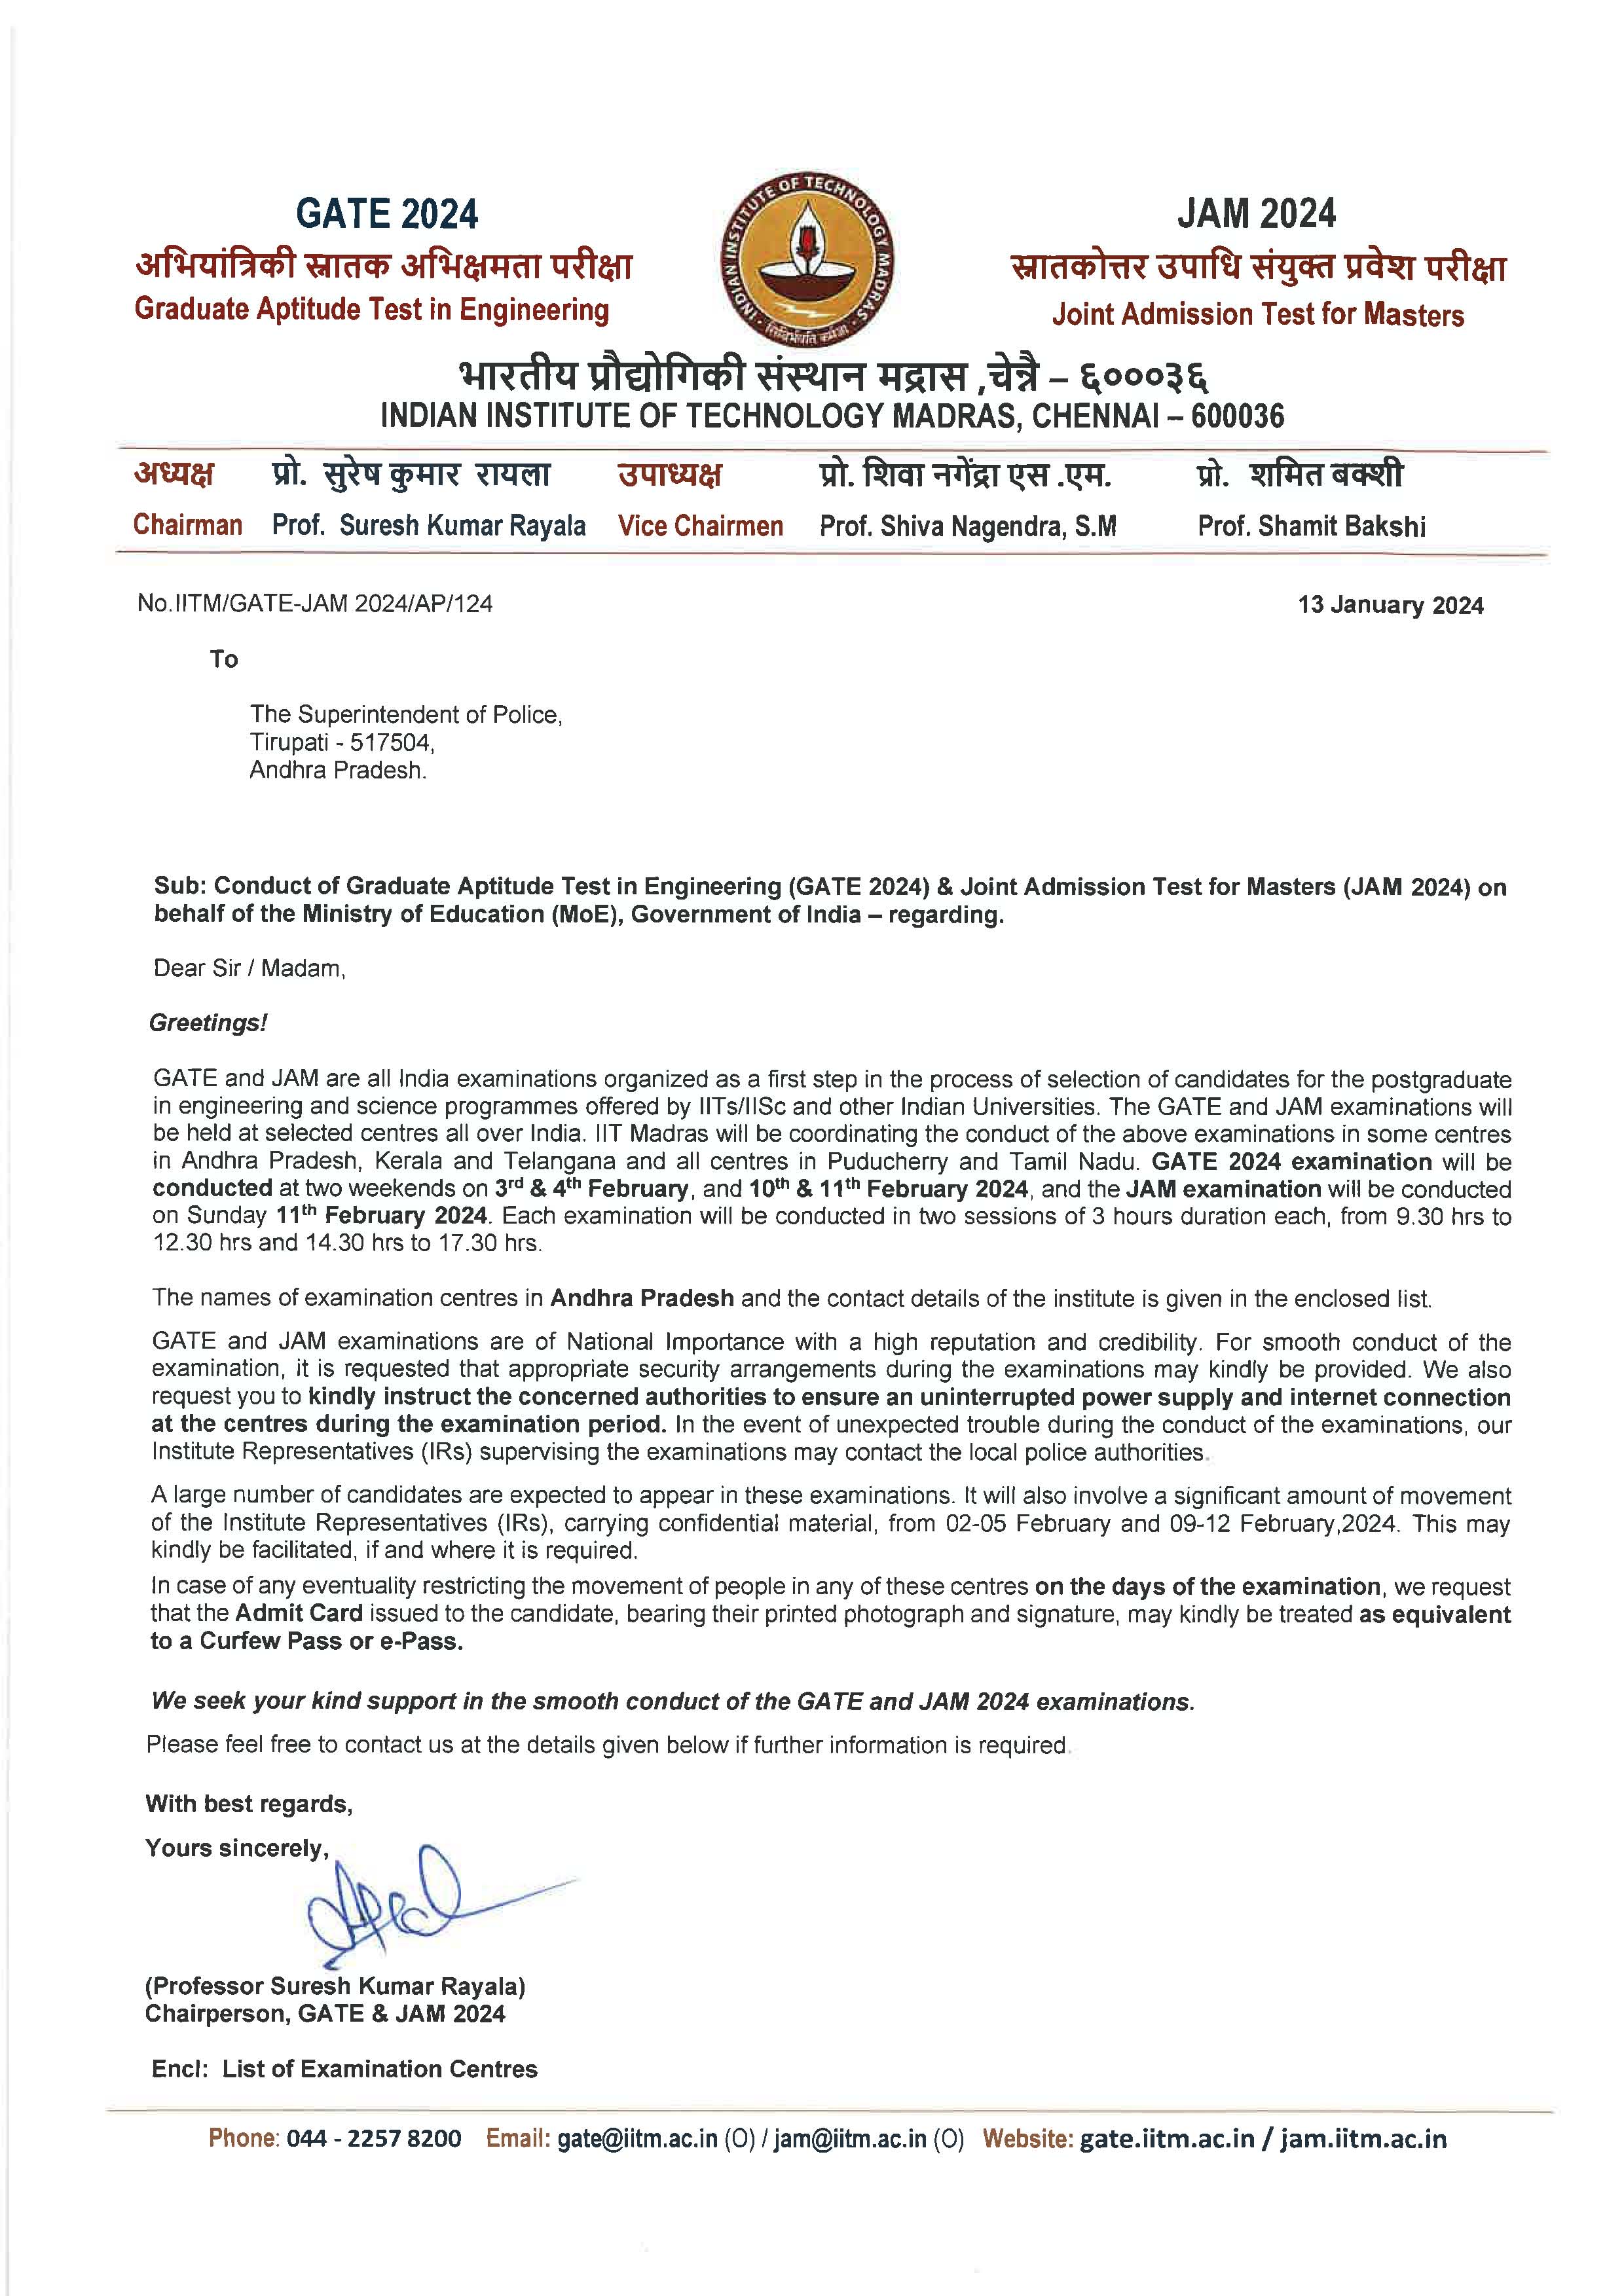 GATE 2024
अभियांत्रिकी स्नातक अभिक्षमता परीक्षा
Graduate Aptitude Test in Engineering
INDIAN INSTITUTE OF TECHNOLOGY MADRAS
सिद्धिर्भवति कर्मजा
JAM 2024
स्नातकोत्तर उपाधि संयुक्त प्रवेश परीक्षा
Joint Admission Test for Masters
भारतीय प्रौद्योगिकी संस्थान मद्रास ,चेन्नै – ६०००३६
INDIAN INSTITUTE OF TECHNOLOGY MADRAS, CHENNAI – 600036
अध्यक्ष प्रो. सुरेष कुमार रायला उपाध्यक्ष प्रो. शिवा नगेंद्रा एस .एम. प्रो. शमित बक्शी
Chairman Prof. Suresh Kumar Rayala Vice Chairmen Prof. Shiva Nagendra, S.M Prof. Shamit Bakshi
No.IITM/GATE-JAM 2024/AP/124 13 January 2024
To
The Superintendent of Police,
Tirupati - 517504,
Andhra Pradesh.
Sub: Conduct of Graduate Aptitude Test in Engineering (GATE 2024) & Joint Admission Test for Masters (JAM 2024) on
behalf of the Ministry of Education (MoE), Government of India – regarding.
Dear Sir / Madam,
Greetings!
GATE and JAM are all India examinations organized as a first step in the process of selection of candidates for the postgraduate
in engineering and science programmes offered by IITs/IISc and other Indian Universities. The GATE and JAM examinations will
be held at selected centres all over India. IIT Madras will be coordinating the conduct of the above examinations in some centres
in Andhra Pradesh, Kerala and Telangana and all centres in Puducherry and Tamil Nadu. GATE 2024 examination will be
conducted at two weekends on 3rd & 4th February, and 10th & 11th February 2024, and the JAM examination will be conducted
on Sunday 11th February 2024. Each examination will be conducted in two sessions of 3 hours duration each, from 9.30 hrs to
12.30 hrs and 14.30 hrs to 17.30 hrs.
The names of examination centres in Andhra Pradesh and the contact details of the institute is given in the enclosed list.
GATE and JAM examinations are of National Importance with a high reputation and credibility. For smooth conduct of the
examination, it is requested that appropriate security arrangements during the examinations may kindly be provided. We also
request you to kindly instruct the concerned authorities to ensure an uninterrupted power supply and internet connection
at the centres during the examination period. In the event of unexpected trouble during the conduct of the examinations, our
Institute Representatives (IRs) supervising the examinations may contact the local police authorities.
A large number of candidates are expected to appear in these examinations. It will also involve a significant amount of movement
of the Institute Representatives (IRs), carrying confidential material, from 02-05 February and 09-12 February,2024. This may
kindly be facilitated, if and where it is required.
In case of any eventuality restricting the movement of people in any of these centres on the days of the examination, we request
that the Admit Card issued to the candidate, bearing their printed photograph and signature, may kindly be treated as equivalent
to a Curfew Pass or e-Pass.
We seek your kind support in the smooth conduct of the GATE and JAM 2024 examinations.
Please feel free to contact us at the details given below if further information is required.
With best regards,
Yours sincerely,
(Professor Suresh Kumar Rayala)
Chairperson, GATE & JAM 2024
Encl: List of Examination Centres
Phone: 044 - 2257 8200 Email: gate@iitm.ac.in (O) / jam@iitm.ac.in (O) Website: gate.iitm.ac.in / jam.iitm.ac.in